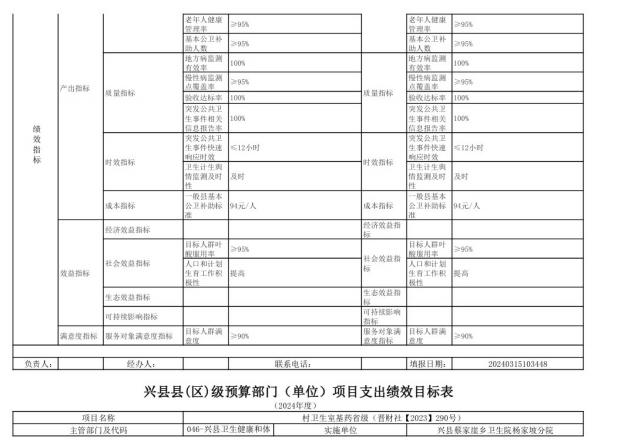 老年人健康 ≥95% 老年人健康 ≥95%
管理率 管理率
基本公卫补 ≥95% 基本公卫补 ≥95%
助人数 助人数
地方病监测 100% 地方病监测 100%
有效率 有效率
慢性病监测 ≥95% 慢性病监测 ≥95%
点覆盖率 点覆盖率
产出指标 质量指标 质量指标
验收达标率 100% 验收达标率 100%
突发公共卫 突发公共卫
生事件相关 100% 生事件相关 100%
信息报告率 信息报告率
绩效指标
突发公共卫 突发公共卫
生事件快速 ≤12小时 生事件快速 ≤12小时
响应时效 响应时效
时效指标 时效指标
卫生计生舆 卫生计生舆
情监测及时 及时 情监测及时 及时
性 性
一般县基本 一般县基本
成本指标 公卫补助标 94元/人 成本指标 公卫补助标 94元/人
准 准
经济效益指标 经济效益指
标
目标人群叶 ≥95% 目标人群叶 ≥95%
酸服用率 酸服用率
效益指标 社会效益指标 社会效益指
标
人口和计划 人口和计划
生育工作积 提高 生育工作积 提高
极性 极性
生态效益指标 生态效益指
标
可持续影响指标 可持续影响
指标
满意度指标 服务对象满意度指标 目标人群满 ≥90% 服务对象满 目标人群满 ≥90%
意度 意度指标 意度
负责人: 经办人: 联系电话: 填报日期: 20240315103448
兴县县(区)级预算部门（单位）项目支出绩效目标表
（2024年度）
项目名称 村卫生室基药省级（晋财社【2023】290号）
主管部门及代码 046-兴县卫生健康和体 实施单位 兴县蔡家崖乡卫生院杨家坡分院